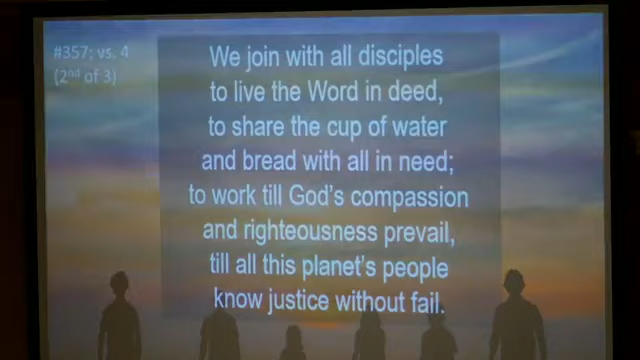 #357; vs. 4
(2nd of 3)
We join with all disciples
to live the Word in deed,
to share the cup of water
and bread with all in need;
to work till God's compassion
and righteousness prevail,
till all this planet's people
know justice without fail.